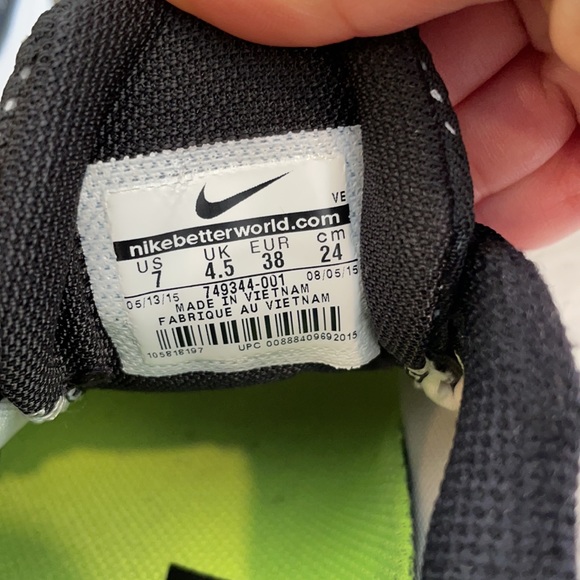 VE
nikebetterworld.com
US UK EUR cm
7 4.5 38 24
05/13/15 749344-001 08/05/15
MADE IN VIETNAM
FABRIQUE AU VIETNAM
105818197 UPC 00888409692015